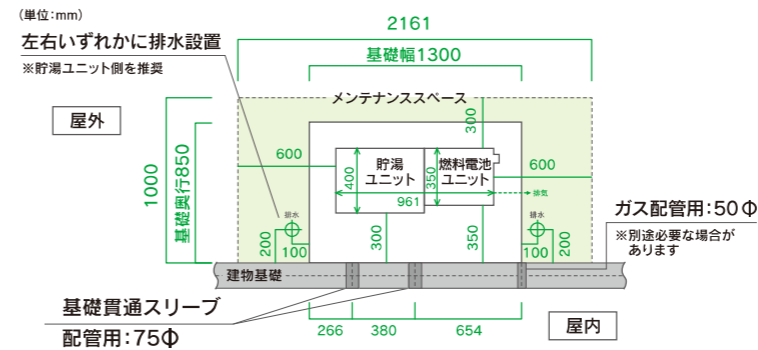 (単位:mm)
2161
左右いずれかに排水設置
※貯湯ユニット側を推奨
基礎幅1300
メンテナンススペース
屋外
300
600
貯湯
ユニット
燃料電池
ユニット
600
400
350
961
排気
1000
基礎奥行850
排水
排水
200
100
300
350
100
200
ガス配管用:50Φ
※別途必要な場合が
あります
建物基礎
基礎貫通スリーブ
配管用:75Φ
266
380
654
屋内